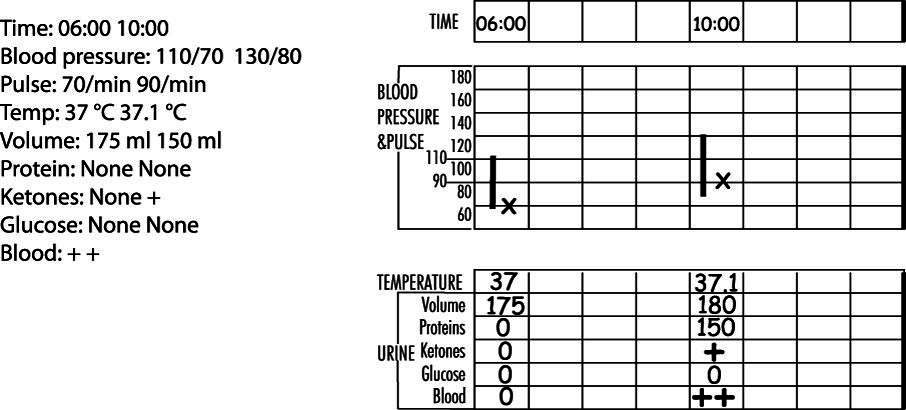 Time: 06:00 10:00
Blood pressure: 110/70 130/80
Pulse: 70/min 90/min
Temp: 37 °C 37.1 °C
Volume: 175 ml 150 ml
Protein: None None
Ketones: None +
Glucose: None None
Blood: + +
TIME 06:00 10:00
BLOOD PRESSURE &PULSE
180
160
140
120
110 100
90 80
60
x x
TEMPERATURE 37 37.1
URINE
Volume 175 180
Proteins 0 150
Ketones 0 +
Glucose 0 0
Blood 0 ++